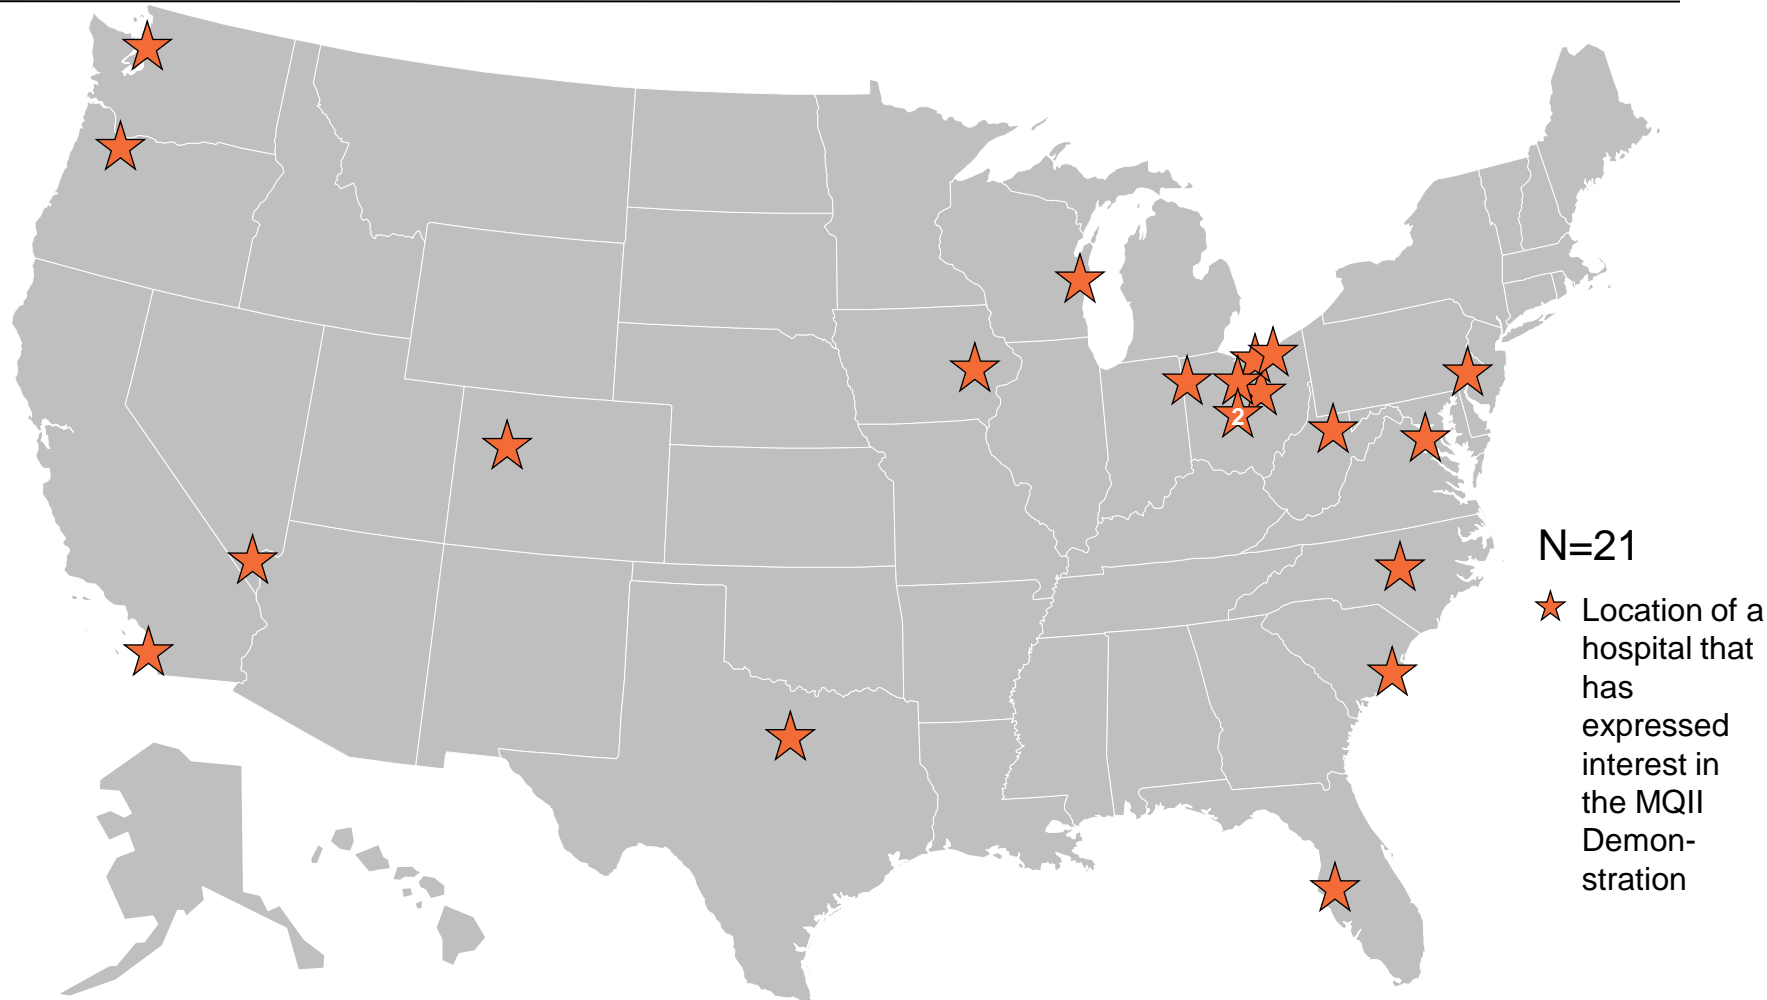 2
N=21
Location of a
hospital that
has
expressed
interest in
the MQII
Demon-
stration